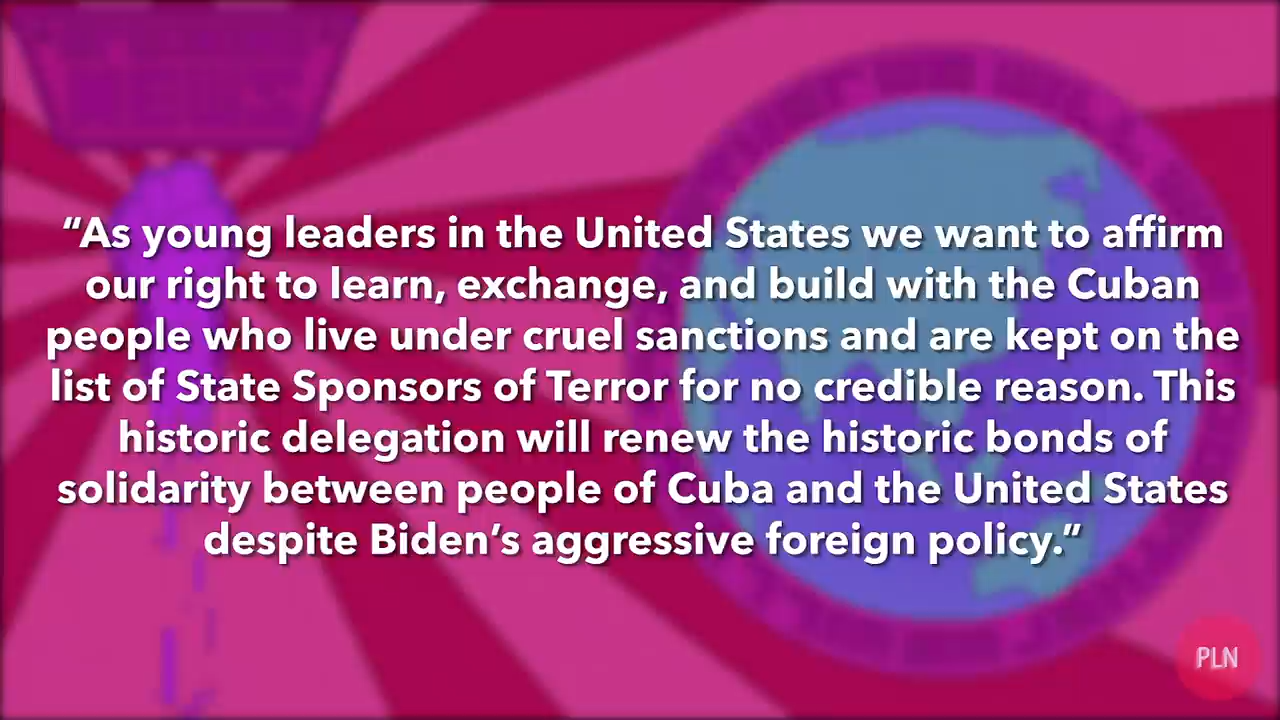 “As young leaders in the United States we want to affirm
our right to learn, exchange, and build with the Cuban
people who live under cruel sanctions and are kept on the
list of State Sponsors of Terror for no credible reason. This
historic delegation will renew the historic bonds of
solidarity between people of Cuba and the United States
despite Biden’s aggressive foreign policy.”
PLN